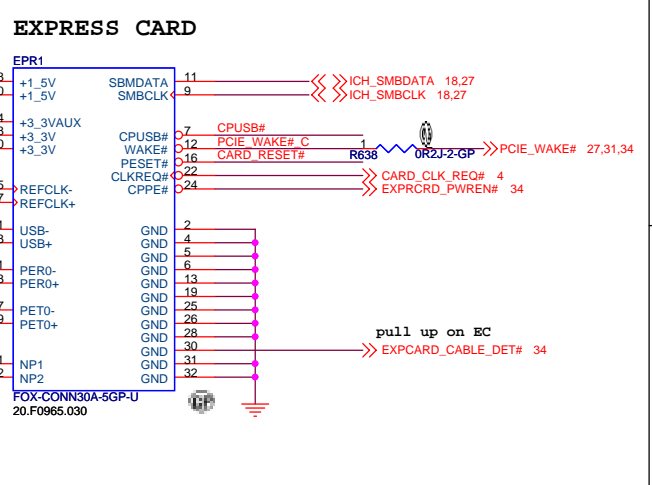 EXPRESS CARD
EPR1
+1_5V SBMDATA 11 ICH_SMBDATA 18,27
+1_5V SMBCLK 9 ICH_SMBCLK 18,27
+3_3VAUX
+3_3V CPUSB# 7 CPUSB#
+3_3V WAKE# 12 PCIE_WAKE#_C 1 R638 0R2J-2-GP PCIE_WAKE# 27,31,34
PESET# 16 CARD_RESET#
CLKREQ# 22 CARD_CLK_REQ# 4
REFCLK- CPPE# 24 EXPRCRD_PWREN# 34
REFCLK+
USB- GND 2
USB+ GND 4
GND 5
PER0- GND 6
PER0+ GND 13
GND 19
PET0- GND 25
PET0+ GND 26
GND 28
pull up on EC
GND 30 EXPCARD_CABLE_DET# 34
NP1 GND 31
NP2 GND 32
FOX-CONN30A-5GP-U
20.F0965.030
GP